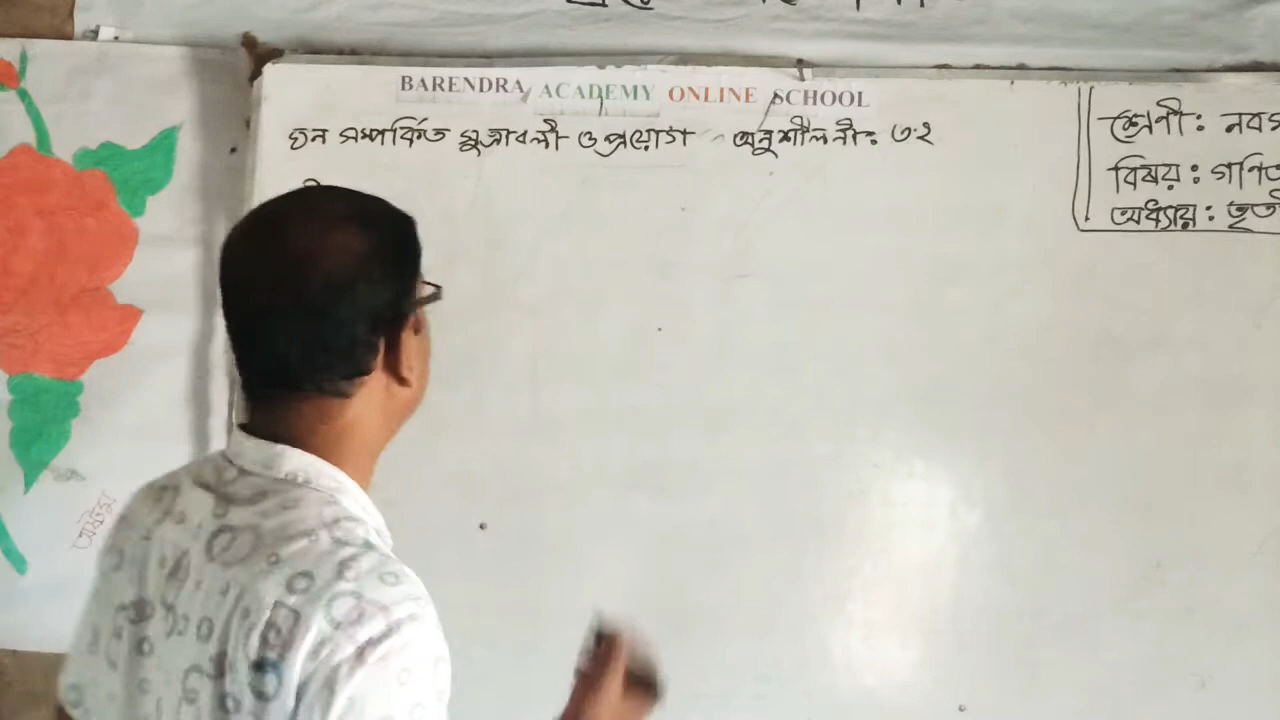 BARENDRA ACADEMY ONLINE SCHOOL
ঘন সম্পর্কিত সূত্রাবলী ও প্রয়োগ অনুশীলনী: ৩.২
শ্রেণী: নবম
বিষয়: গণিত
অধ্যায়: